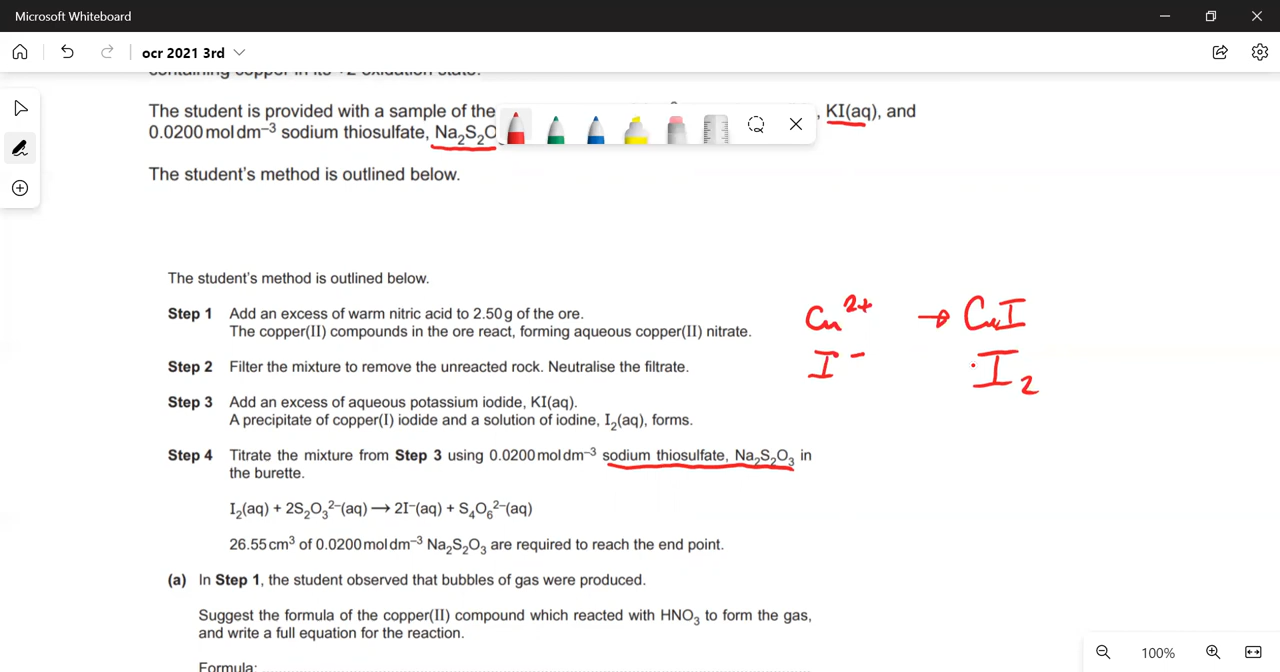 Microsoft Whiteboard
ocr 2021 3rd
The student is provided with a sample of the , KI(aq), and
0.0200 mol dm⁻³ sodium thiosulfate, Na₂S₂O
The student's method is outlined below.
The student's method is outlined below.
Step 1 Add an excess of warm nitric acid to 2.50 g of the ore.
The copper(II) compounds in the ore react, forming aqueous copper(II) nitrate.
Cu²⁺ → CuI
Step 2 Filter the mixture to remove the unreacted rock. Neutralise the filtrate.
I⁻ I₂
Step 3 Add an excess of aqueous potassium iodide, KI(aq).
A precipitate of copper(I) iodide and a solution of iodine, I₂(aq), forms.
Step 4 Titrate the mixture from Step 3 using 0.0200 mol dm⁻³ sodium thiosulfate, Na₂S₂O₃ in
the burette.
I₂(aq) + 2S₂O₃²⁻(aq) → 2I⁻(aq) + S₄O₆²⁻(aq)
26.55 cm³ of 0.0200 mol dm⁻³ Na₂S₂O₃ are required to reach the end point.
(a) In Step 1, the student observed that bubbles of gas were produced.
Suggest the formula of the copper(II) compound which reacted with HNO₃ to form the gas,
and write a full equation for the reaction.
Formula:
100%